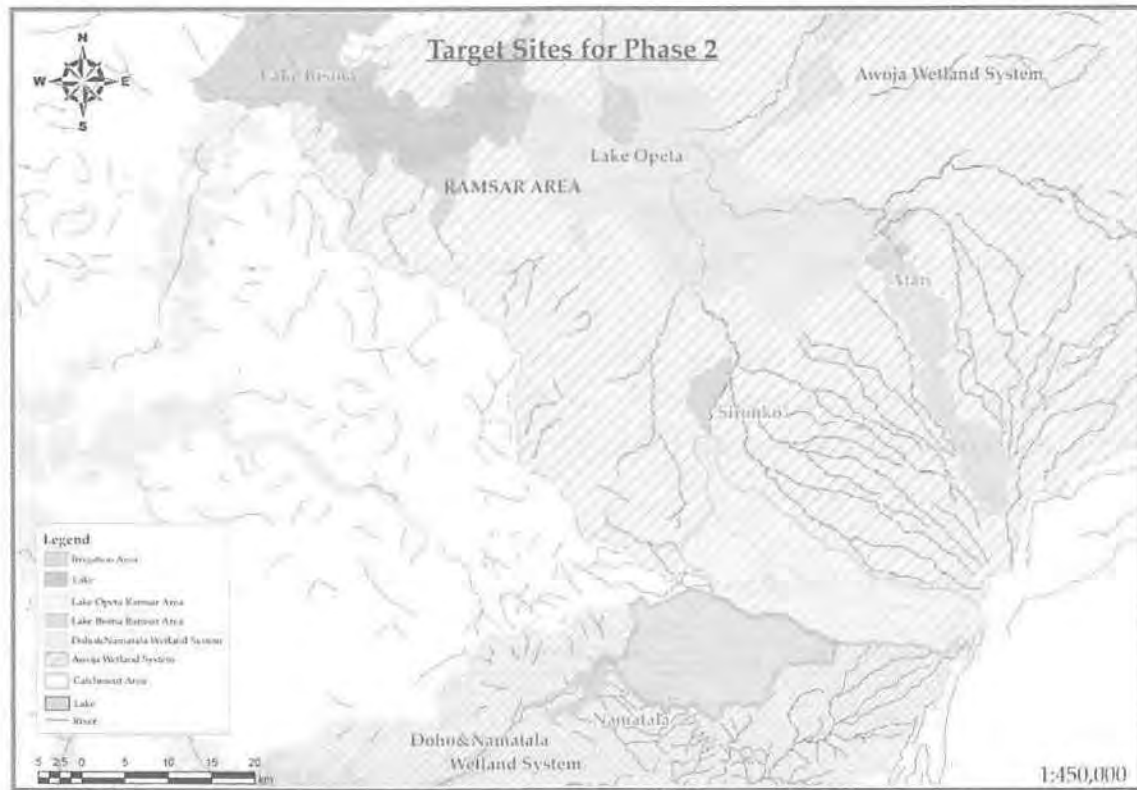 Target Sites for Phase 2
N
W
E
S
Lake Bisina
Awoja Wetland System
Lake Opeta
RAMSAR AREA
Atari
Sironko
Legend
Irrigation Area
Lake
Lake Opeta Ramsar Area
Lake Bisina Ramsar Area
Doho&Namatala Wetland System
Awoja Wetland System
Catchment Area
Lake
River
Namatala
Doho&Namatala
Wetland System
5 2.5 0 5 10 15 20
km
1:450,000